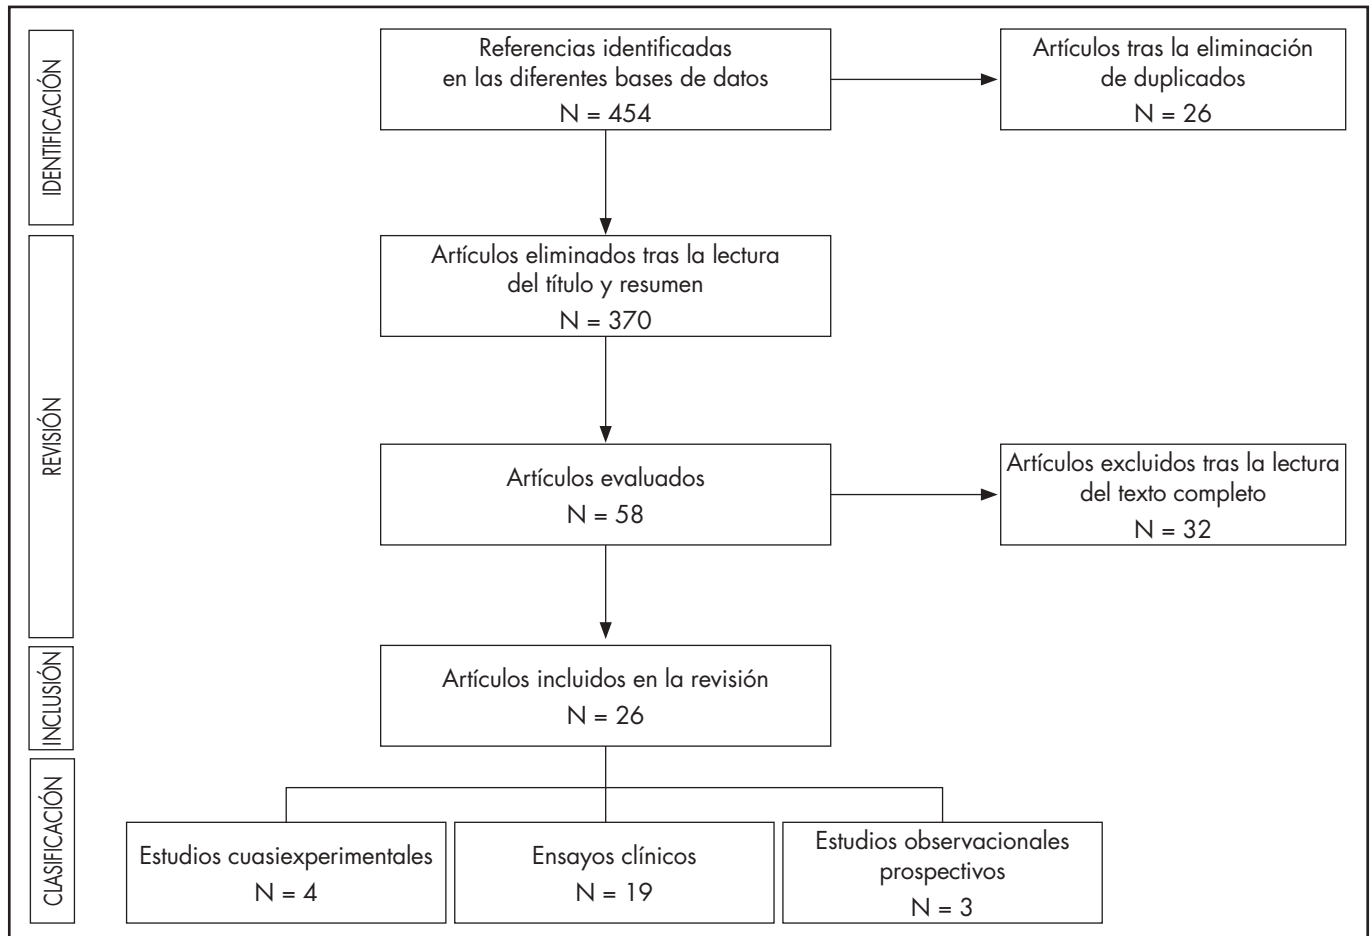 IDENTIFICACIÓN
Referencias identificadas
en las diferentes bases de datos
N = 454
Artículos tras la eliminación
de duplicados
N = 26
REVISIÓN
Artículos eliminados tras la lectura
del título y resumen
N = 370
Artículos evaluados
N = 58
Artículos excluidos tras la lectura
del texto completo
N = 32
INCLUSIÓN
Artículos incluidos en la revisión
N = 26
CLASIFICACIÓN
Estudios cuasiexperimentales
N = 4
Ensayos clínicos
N = 19
Estudios observacionales
prospectivos
N = 3